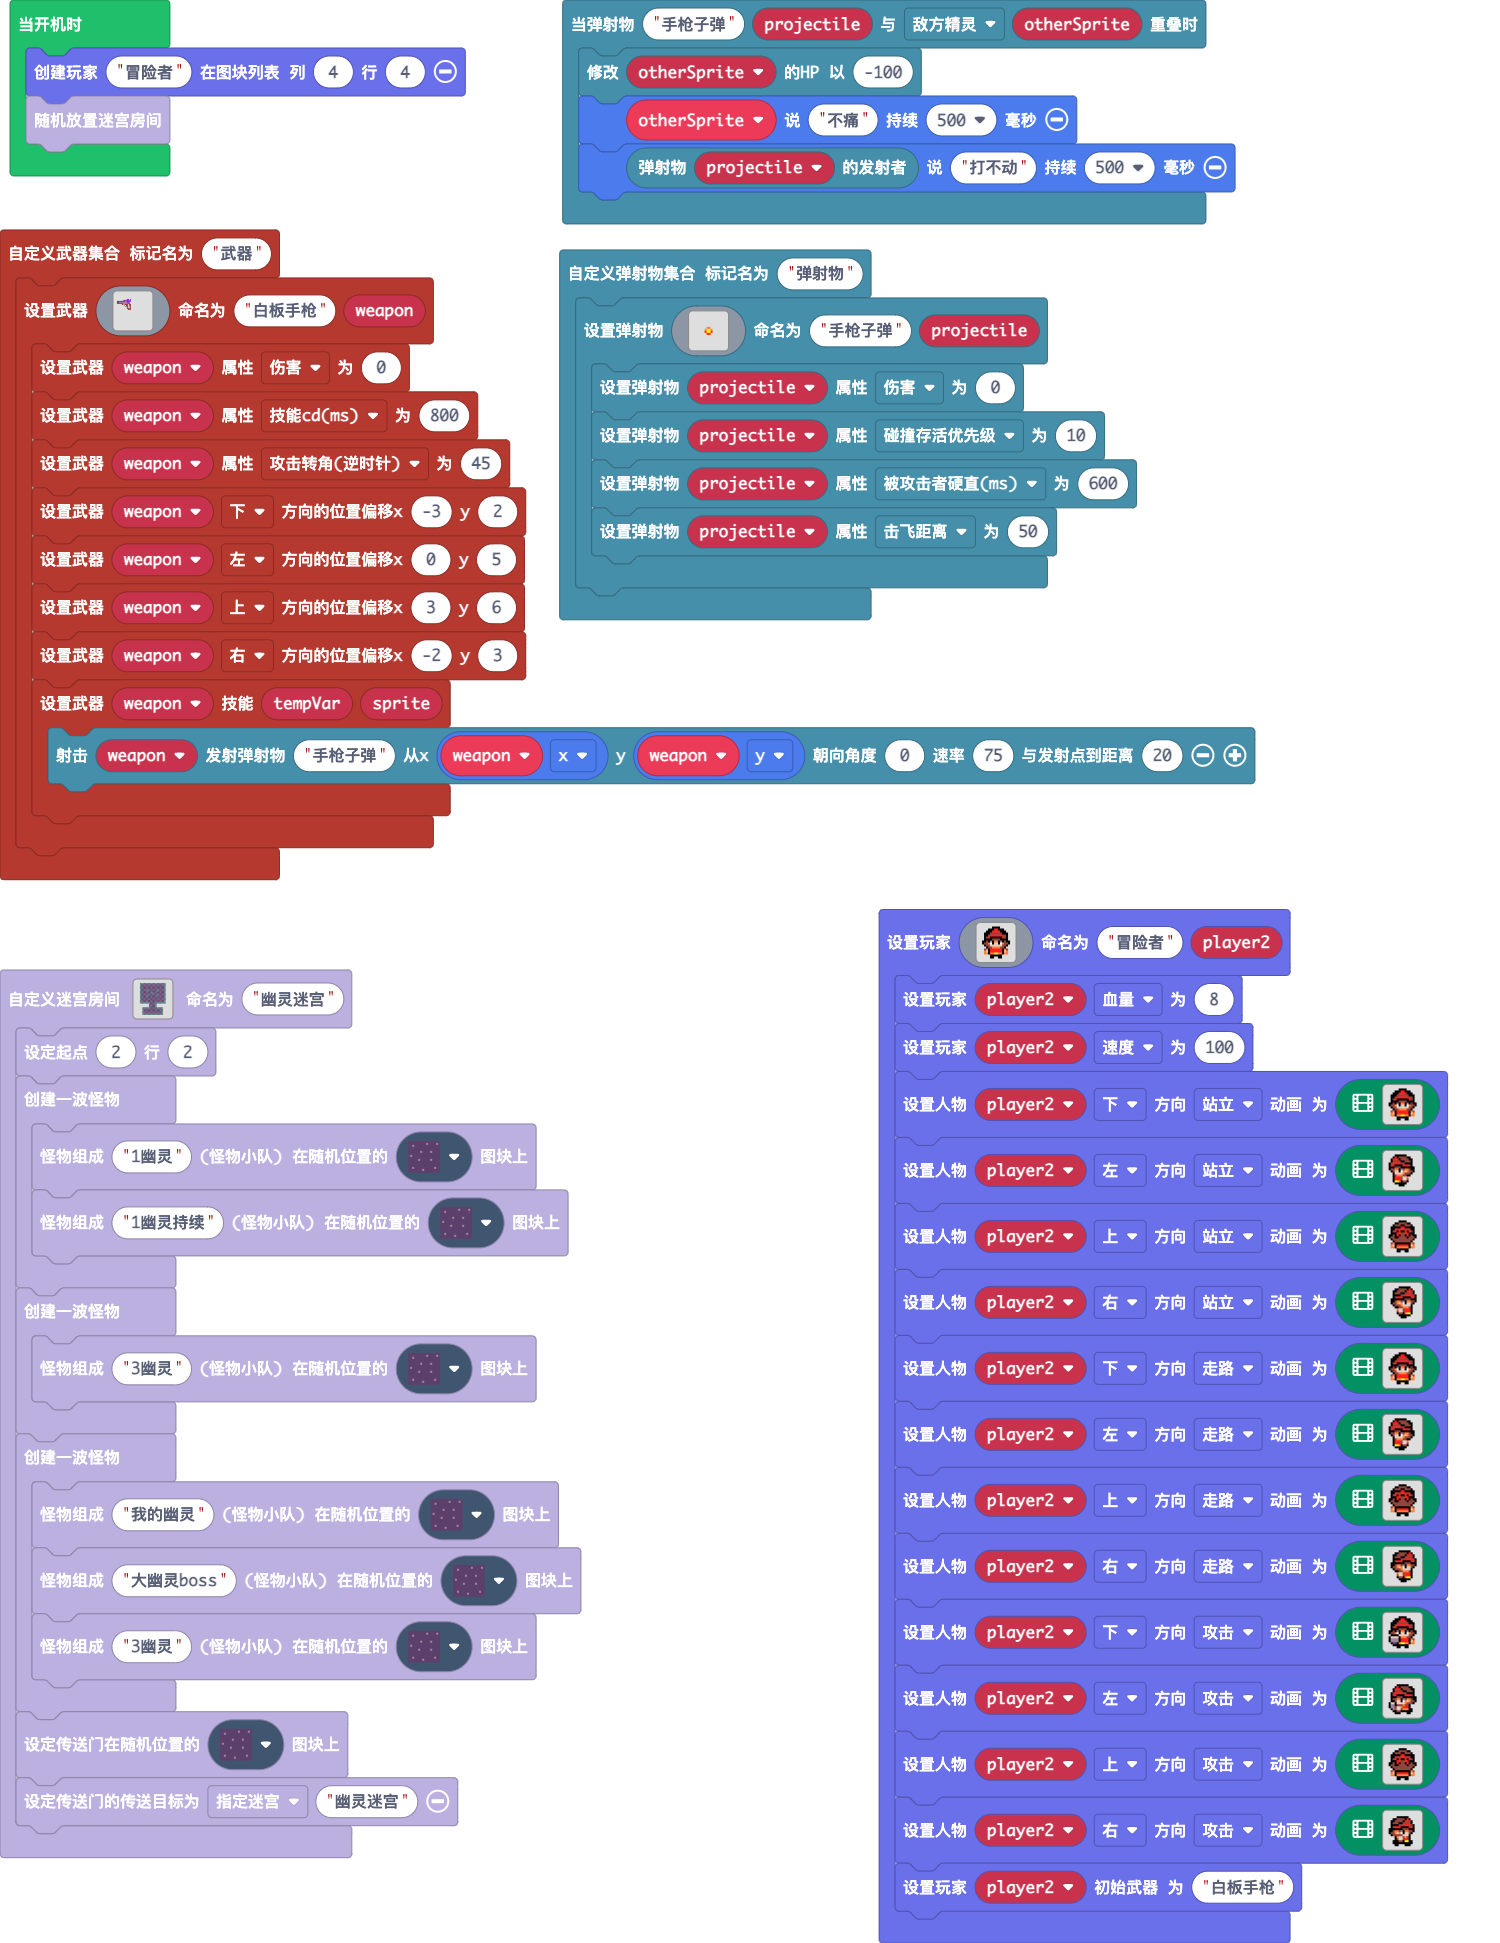 当开机时
创建玩家 "冒险者" 在图块列表 列 4 行 4
随机放置迷宫房间
当弹射物 "手枪子弹" projectile 与 敌方精灵 otherSprite 重叠时
修改 otherSprite 的HP 以 -100
otherSprite 说 "不痛" 持续 500 毫秒
弹射物 projectile 的发射者 说 "打不动" 持续 500 毫秒
自定义武器集合 标记名为 "武器"
设置武器 命名为 "白板手枪" weapon
设置武器 weapon 属性 伤害 为 0
设置武器 weapon 属性 技能cd(ms) 为 800
设置武器 weapon 属性 攻击转角(逆时针) 为 45
设置武器 weapon 下 方向的位置偏移x -3 y 2
设置武器 weapon 左 方向的位置偏移x 0 y 5
设置武器 weapon 上 方向的位置偏移x 3 y 6
设置武器 weapon 右 方向的位置偏移x -2 y 3
设置武器 weapon 技能 tempVar sprite
射击 weapon 发射弹射物 "手枪子弹" 从x weapon x y weapon y 朝向角度 0 速率 75 与发射点到距离 20
自定义弹射物集合 标记名为 "弹射物"
设置弹射物 命名为 "手枪子弹" projectile
设置弹射物 projectile 属性 伤害 为 0
设置弹射物 projectile 属性 碰撞存活优先级 为 10
设置弹射物 projectile 属性 被攻击者硬直(ms) 为 600
设置弹射物 projectile 属性 击飞距离 为 50
自定义迷宫房间 命名为 "幽灵迷宫"
设定起点 2 行 2
创建一波怪物
怪物组成 "1幽灵" (怪物小队) 在随机位置的 图块上
怪物组成 "1幽灵持续" (怪物小队) 在随机位置的 图块上
创建一波怪物
怪物组成 "3幽灵" (怪物小队) 在随机位置的 图块上
创建一波怪物
怪物组成 "我的幽灵" (怪物小队) 在随机位置的 图块上
怪物组成 "大幽灵boss" (怪物小队) 在随机位置的 图块上
怪物组成 "3幽灵" (怪物小队) 在随机位置的 图块上
设定传送门在随机位置的 图块上
设定传送门的传送目标为 指定迷宫 "幽灵迷宫"
设置玩家 命名为 "冒险者" player2
设置玩家 player2 血量 为 8
设置玩家 player2 速度 为 100
设置人物 player2 下 方向 站立 动画 为
设置人物 player2 左 方向 站立 动画 为
设置人物 player2 上 方向 站立 动画 为
设置人物 player2 右 方向 站立 动画 为
设置人物 player2 下 方向 走路 动画 为
设置人物 player2 左 方向 走路 动画 为
设置人物 player2 上 方向 走路 动画 为
设置人物 player2 右 方向 走路 动画 为
设置人物 player2 下 方向 攻击 动画 为
设置人物 player2 左 方向 攻击 动画 为
设置人物 player2 上 方向 攻击 动画 为
设置人物 player2 右 方向 攻击 动画 为
设置玩家 player2 初始武器 为 "白板手枪"